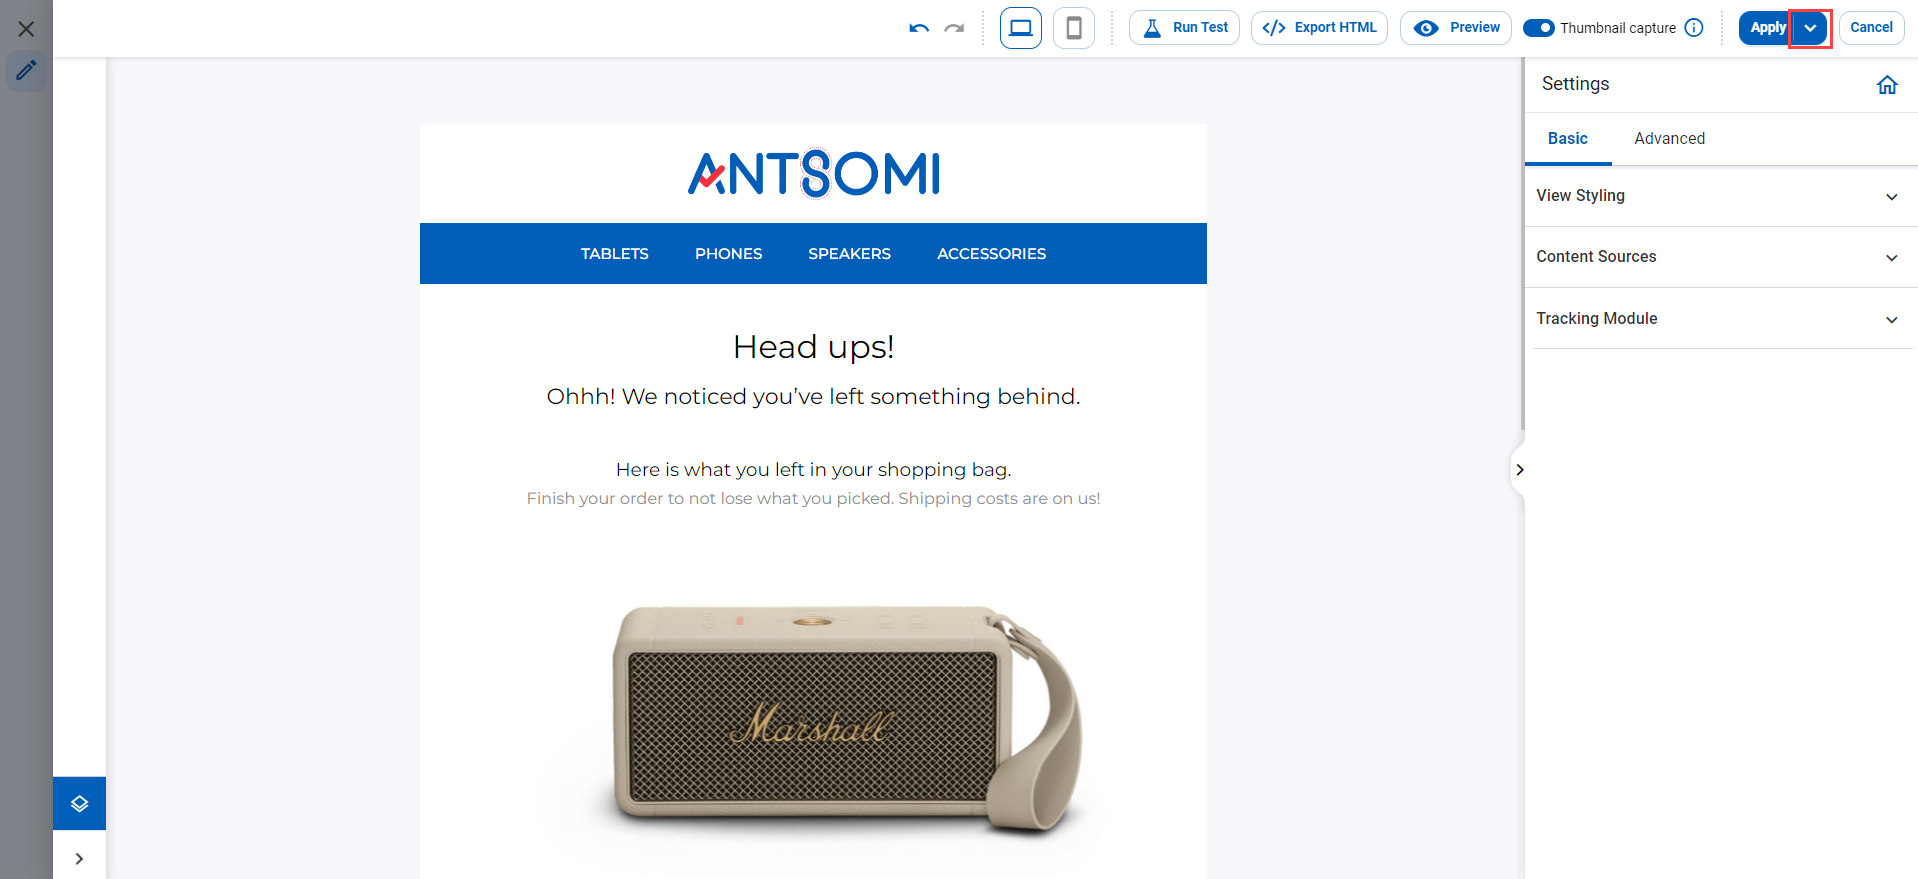 Run Test
Export HTML
Preview
Thumbnail capture
Apply
Cancel
Settings
Basic
Advanced
View Styling
Content Sources
Tracking Module
ANTSOMI
TABLETS PHONES SPEAKERS ACCESSORIES
Head ups!
Ohhh! We noticed you’ve left something behind.
Here is what you left in your shopping bag.
Finish your order to not lose what you picked. Shipping costs are on us!
Marshall